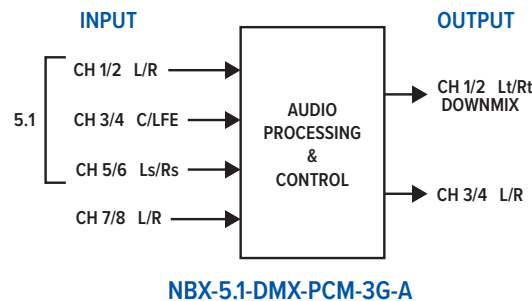 INPUT
OUTPUT
5.1
CH 1/2 L/R
CH 3/4 C/LFE
CH 5/6 Ls/Rs
CH 7/8 L/R
AUDIO
PROCESSING
&
CONTROL
CH 1/2 Lt/Rt
DOWNMIX
CH 3/4 L/R
NBX-5.1-DMX-PCM-3G-A